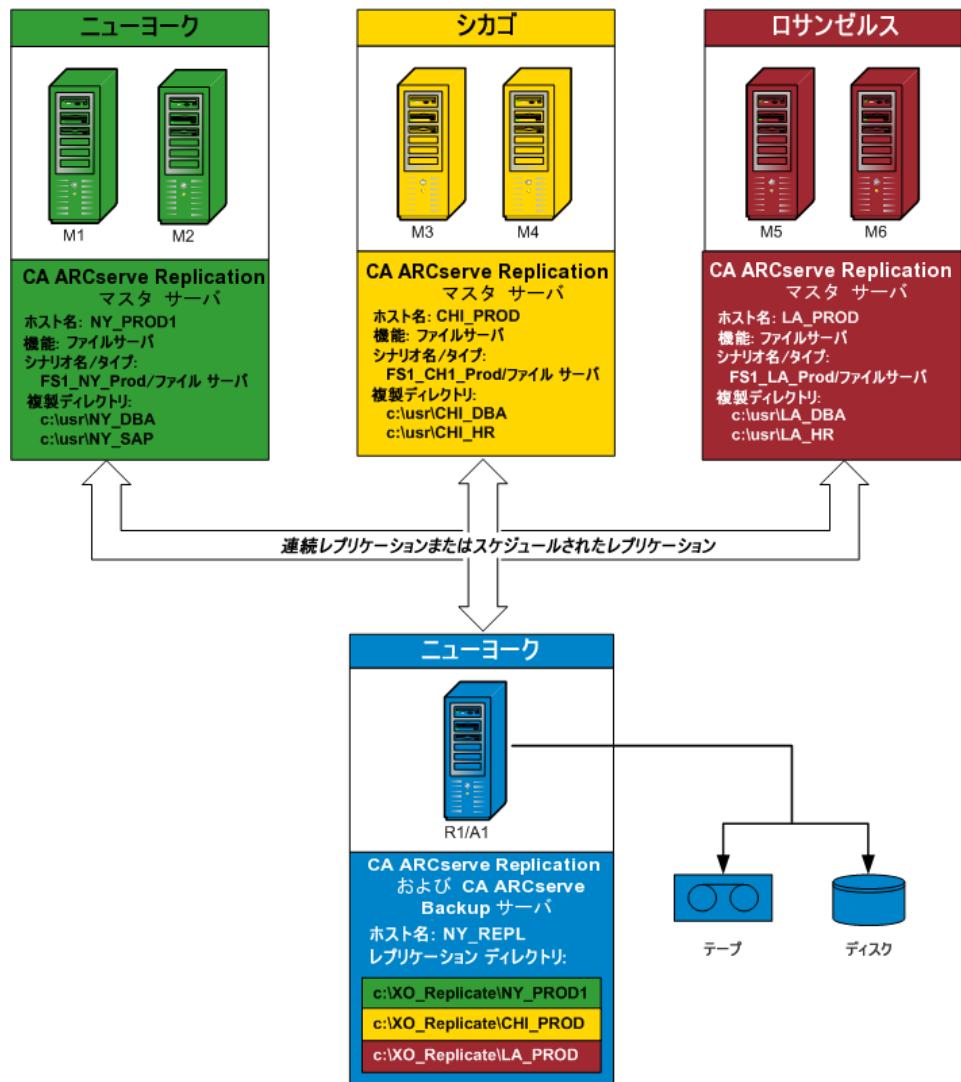 ニューヨーク
M1
M2
CA ARCserve Replication
マスタ サーバ
ホスト名: NY_PROD1
機能: ファイルサーバ
シナリオ名/タイプ:
FS1_NY_Prod/ファイル サーバ
複製ディレクトリ:
c:\usr\NY_DBA
c:\usr\NY_SAP
シカゴ
M3
M4
CA ARCserve Replication
マスタ サーバ
ホスト名: CHI_PROD
機能: ファイルサーバ
シナリオ名/タイプ:
FS1_CH1_Prod/ファイル サーバ
複製ディレクトリ:
c:\usr\CHI_DBA
c:\usr\CHI_HR
ロサンゼルス
M5
M6
CA ARCserve Replication
マスタ サーバ
ホスト名: LA_PROD
機能: ファイルサーバ
シナリオ名/タイプ:
FS1_LA_Prod/ファイルサーバ
複製ディレクトリ:
c:\usr\LA_DBA
c:\usr\LA_HR
連続レプリケーションまたはスケジュールされたレプリケーション
ニューヨーク
R1/A1
CA ARCserve Replication
および CA ARCserve
Backup サーバ
ホスト名: NY_REPL
レプリケーション ディレクトリ:
c:\XO_Replicate\NY_PROD1
c:\XO_Replicate\CHI_PROD
c:\XO_Replicate\LA_PROD
テープ
ディスク